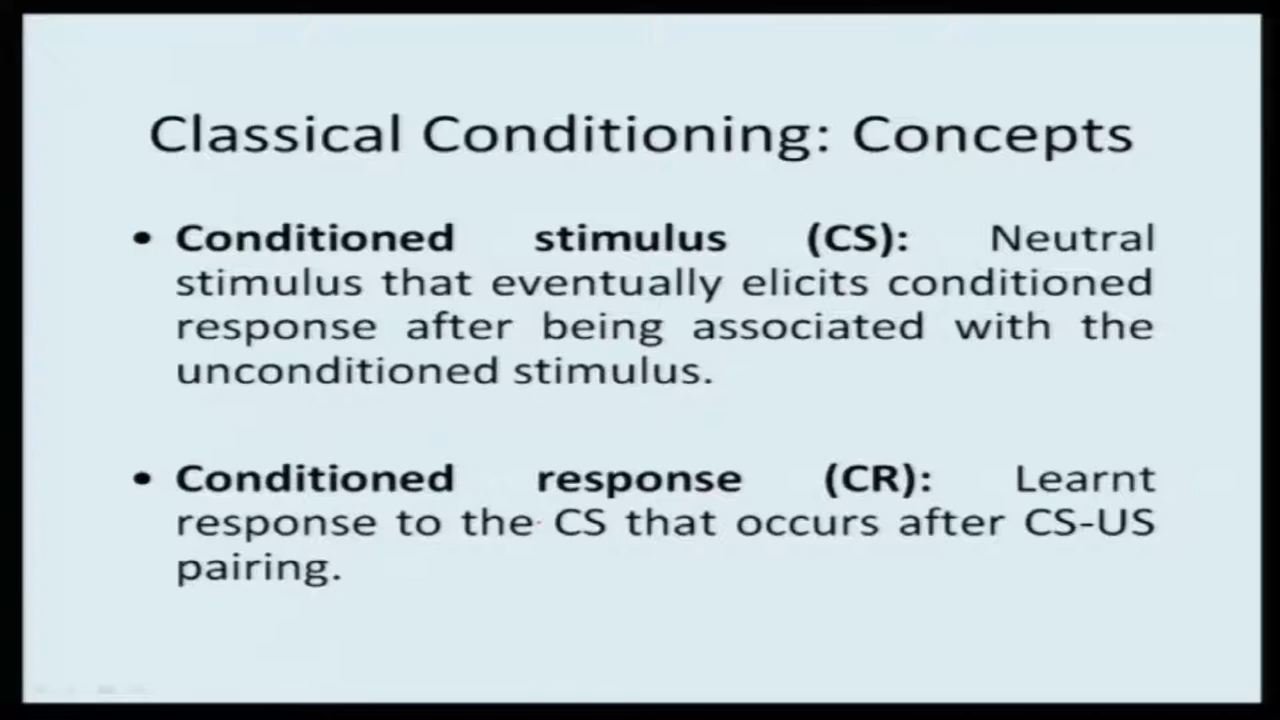 Classical Conditioning: Concepts
• Conditioned stimulus (CS): Neutral
stimulus that eventually elicits conditioned
response after being associated with the
unconditioned stimulus.
• Conditioned response (CR): Learnt
response to the CS that occurs after CS-US
pairing.